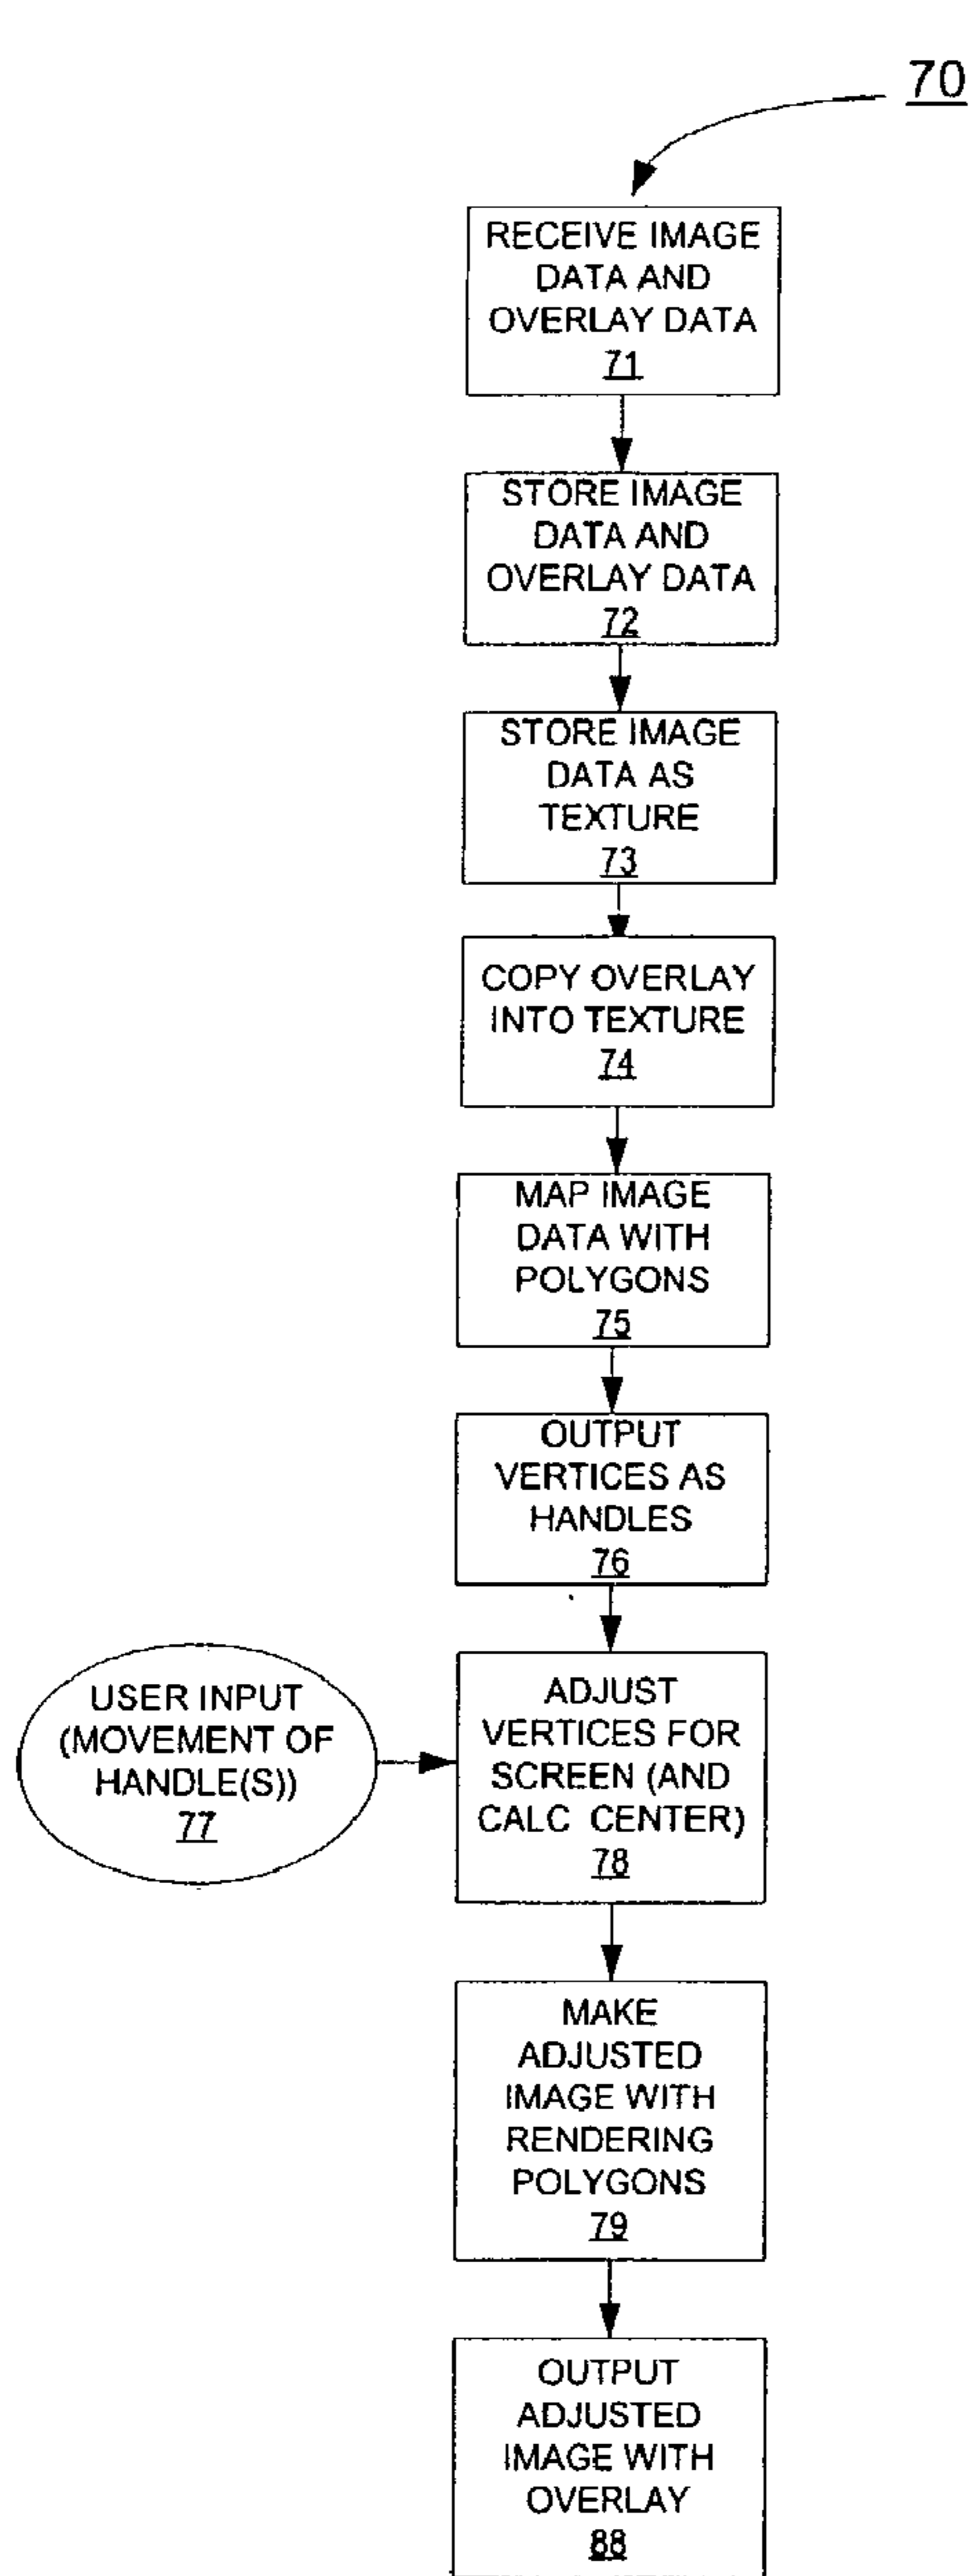 70
RECEIVE IMAGE
DATA AND
OVERLAY DATA
71
STORE IMAGE
DATA AND
OVERLAY DATA
72
STORE IMAGE
DATA AS
TEXTURE
73
COPY OVERLAY
INTO TEXTURE
74
MAP IMAGE
DATA WITH
POLYGONS
75
OUTPUT
VERTICES AS
HANDLES
76
USER INPUT
(MOVEMENT OF
HANDLE(S))
77
ADJUST
VERTICES FOR
SCREEN (AND
CALC CENTER)
78
MAKE
ADJUSTED
IMAGE WITH
RENDERING
POLYGONS
79
OUTPUT
ADJUSTED
IMAGE WITH
OVERLAY
88